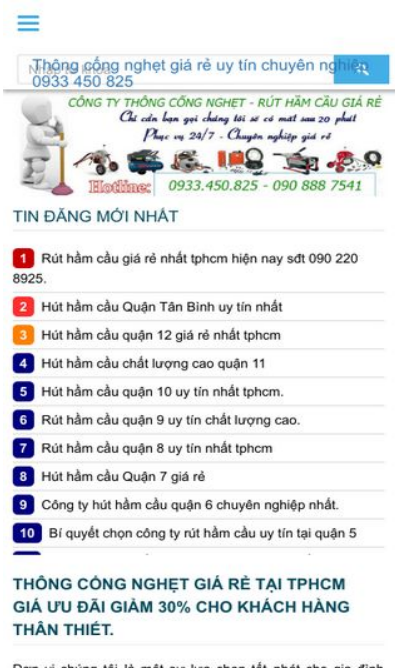 Thông cống nghẹt giá rẻ uy tín chuyên nghiệp
0933 450 825
CÔNG TY THÔNG CỐNG NGHẸT - RÚT HẦM CẦU GIÁ RẺ
Chỉ cần bạn gọi chúng tôi sẽ có mặt sau 20 phút
Phục vụ 24/7 - Chuyên nghiệp giá rẻ
Hotline: 0933.450.825 - 090 888 7541
TIN ĐĂNG MỚI NHẤT
1 Rút hầm cầu giá rẻ nhất tphcm hiện nay sđt 090 220
8925.
2 Hút hầm cầu Quận Tân Bình uy tín nhất
3 Hút hầm cầu quận 12 giá rẻ nhất tphcm
4 Hút hầm cầu chất lượng cao quận 11
5 Hút hầm cầu quận 10 uy tín nhất tphcm.
6 Rút hầm cầu quận 9 uy tín chất lượng cao.
7 Rút hầm cầu quận 8 uy tín nhất tphcm
8 Hút hầm cầu Quận 7 giá rẻ
9 Công ty hút hầm cầu quận 6 chuyên nghiệp nhất.
10 Bí quyết chọn công ty rút hầm cầu uy tín tại quận 5
THÔNG CỐNG NGHẸT GIÁ RẺ TẠI TPHCM
GIÁ ƯU ĐÃI GIẢM 30% CHO KHÁCH HÀNG
THÂN THIẾT.